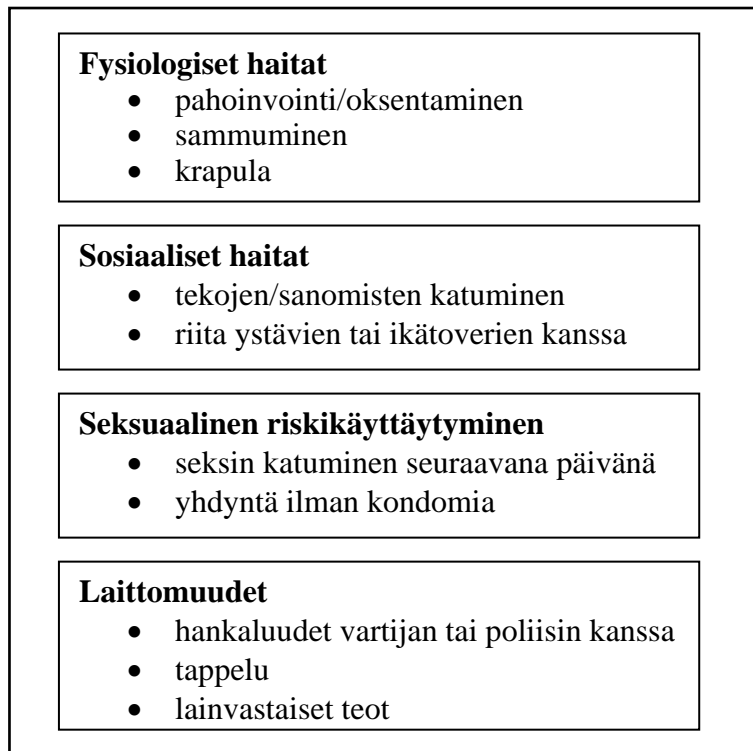 Fysiologiset haitat
• pahoinvointi/oksentaminen
• sammuminen
• krapula
Sosiaaliset haitat
• tekojen/sanomisten katuminen
• riita ystävien tai ikätoverien kanssa
Seksuaalinen riskikäyttäytyminen
• seksin katuminen seuraavana päivänä
• yhdyntä ilman kondomia
Laittomuudet
• hankaluudet vartijan tai poliisin kanssa
• tappelu
• lainvastaiset teot